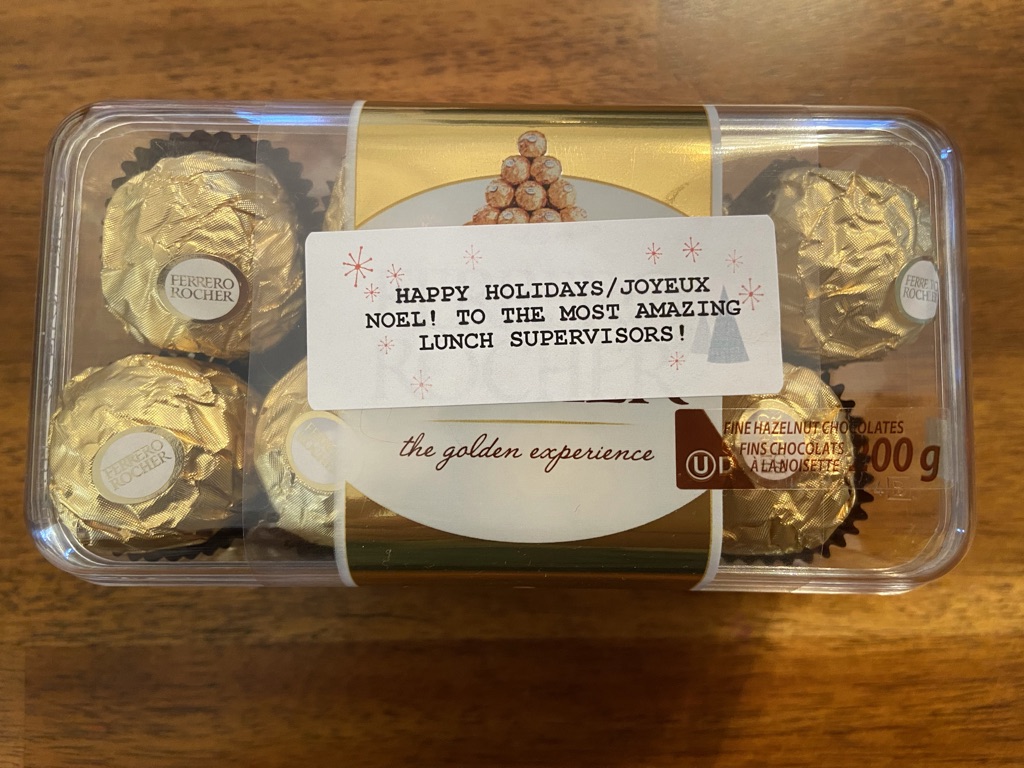 HAPPY HOLIDAYS/JOYEUX
NOEL! TO THE MOST AMAZING
LUNCH SUPERVISORS!
FERRERO
ROCHER
FERRERO
ROCHER
FERRERO
ROCHER
ROCHER
the golden experience
FINE HAZELNUT CHOCOLATES
FINS CHOCOLATS
À LA NOISETTE
U D